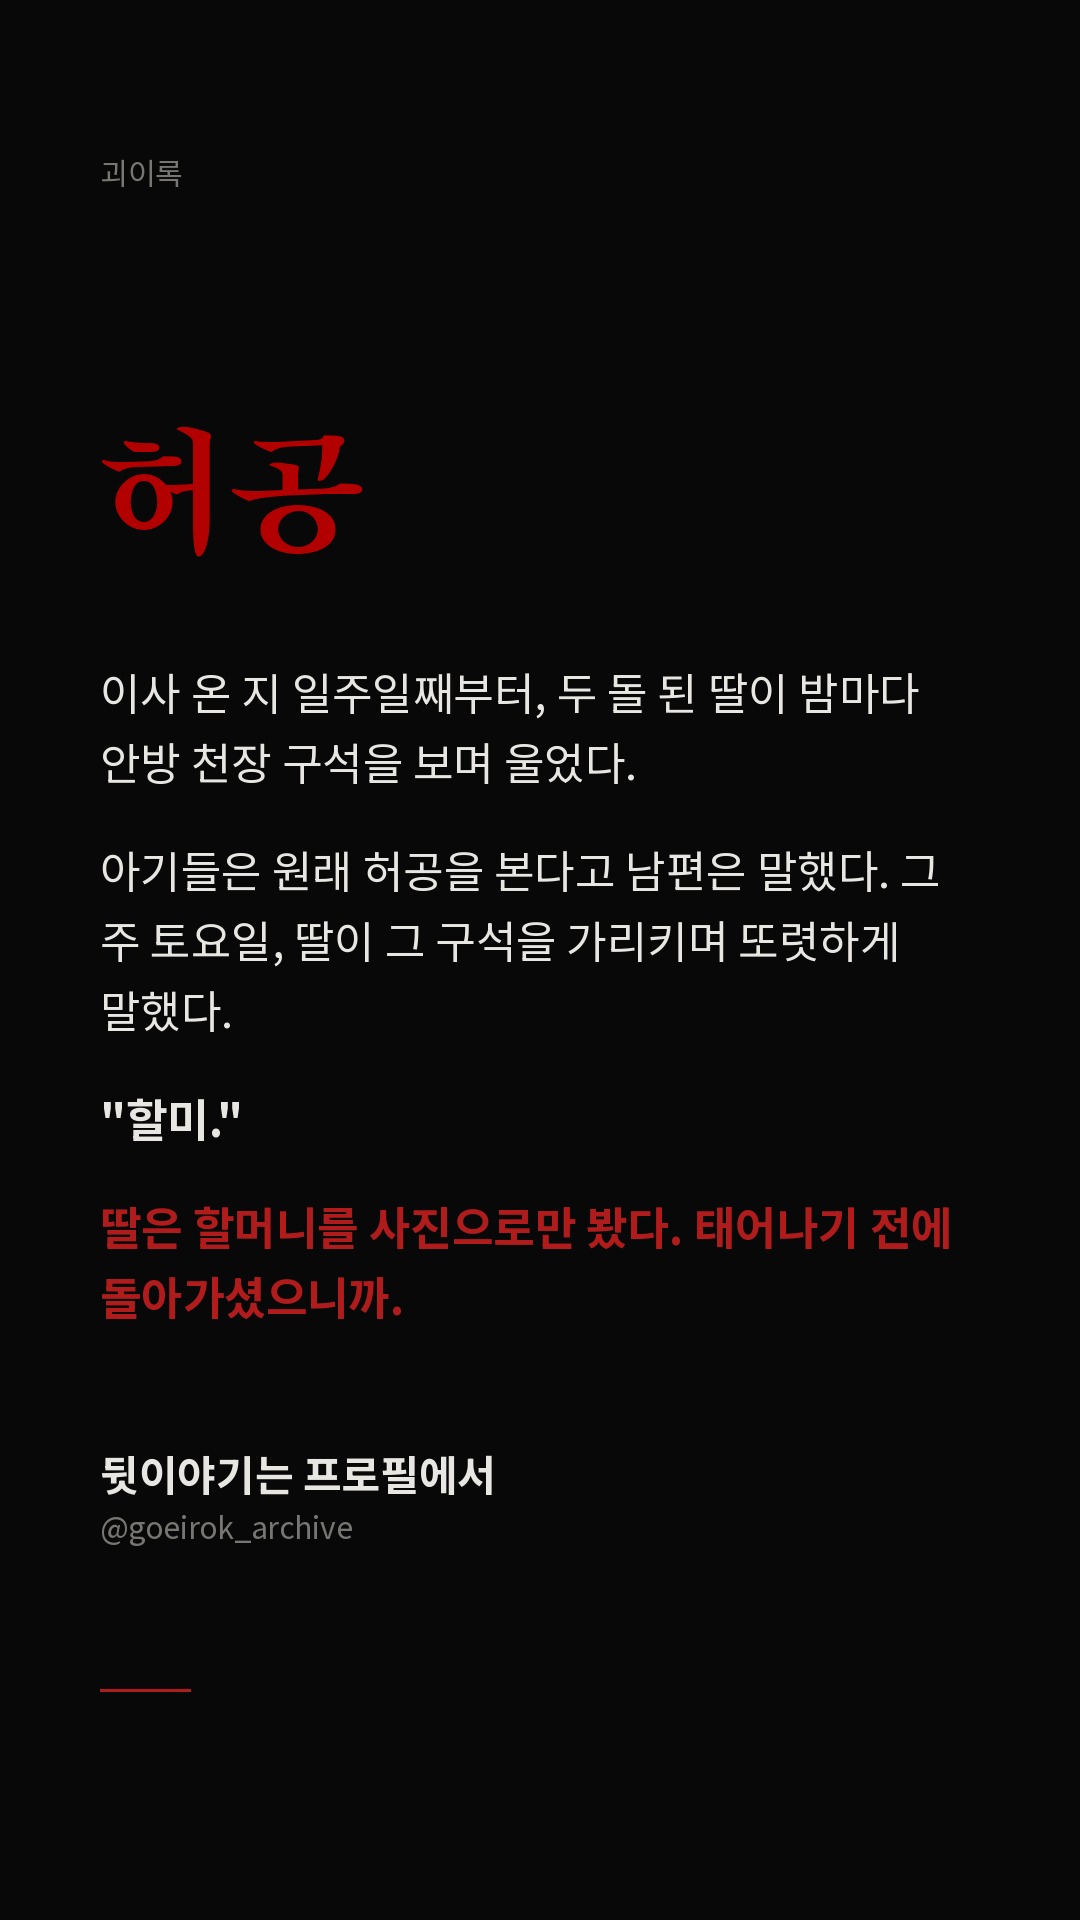 괴이록
허공
이사 온 지 일주일째부터, 두 돌 된 딸이 밤마다
안방 천장 구석을 보며 울었다.
아기들은 원래 허공을 본다고 남편은 말했다. 그
주 토요일, 딸이 그 구석을 가리키며 또렷하게
말했다.
"할미."
딸은 할머니를 사진으로만 봤다. 태어나기 전에
돌아가셨으니까.
뒷이야기는 프로필에서
@goeirok_archive